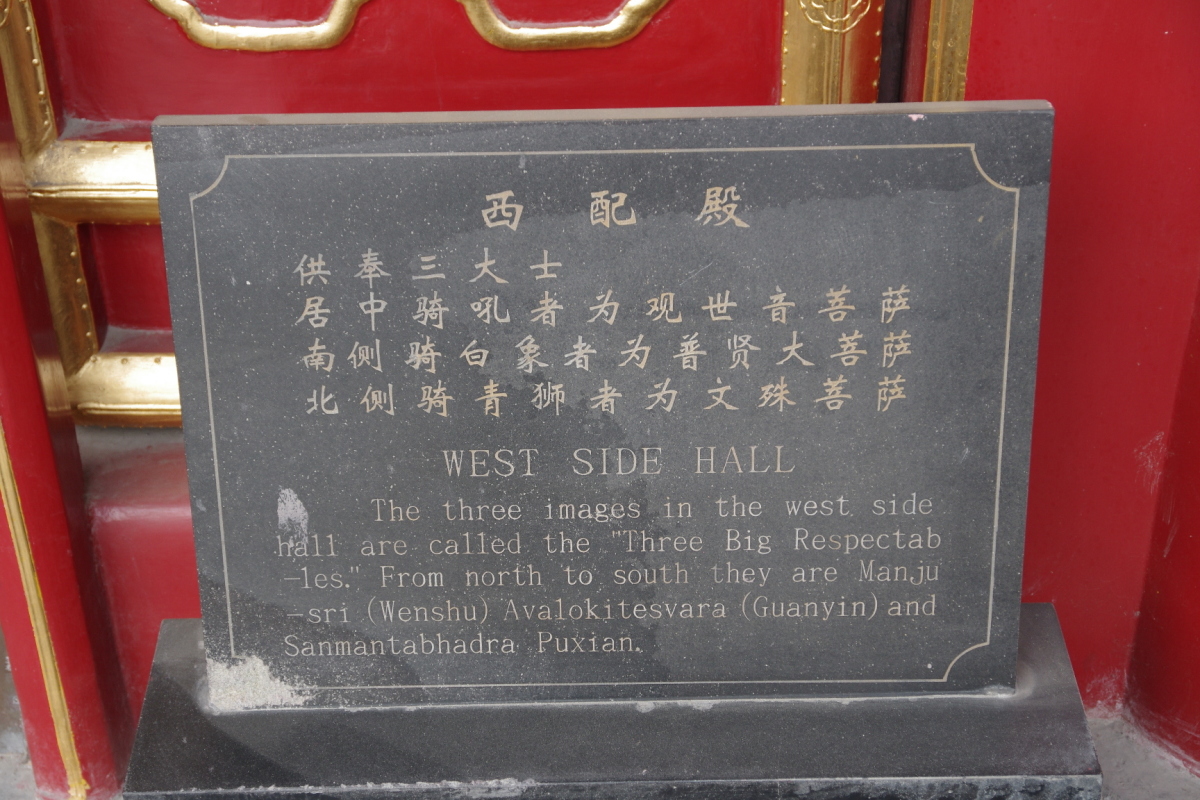 西配殿
供奉三大士
居中骑吼者为观世音菩萨
南侧骑白象者为普贤大菩萨
北侧骑青狮者为文殊菩萨
WEST SIDE HALL
The three images in the west side
hall are called the "Three Big Respectab
-les." From north to south they are Manju
-sri (Wenshu) Avalokitesvara (Guanyin) and
Sanmantabhadra Puxian.